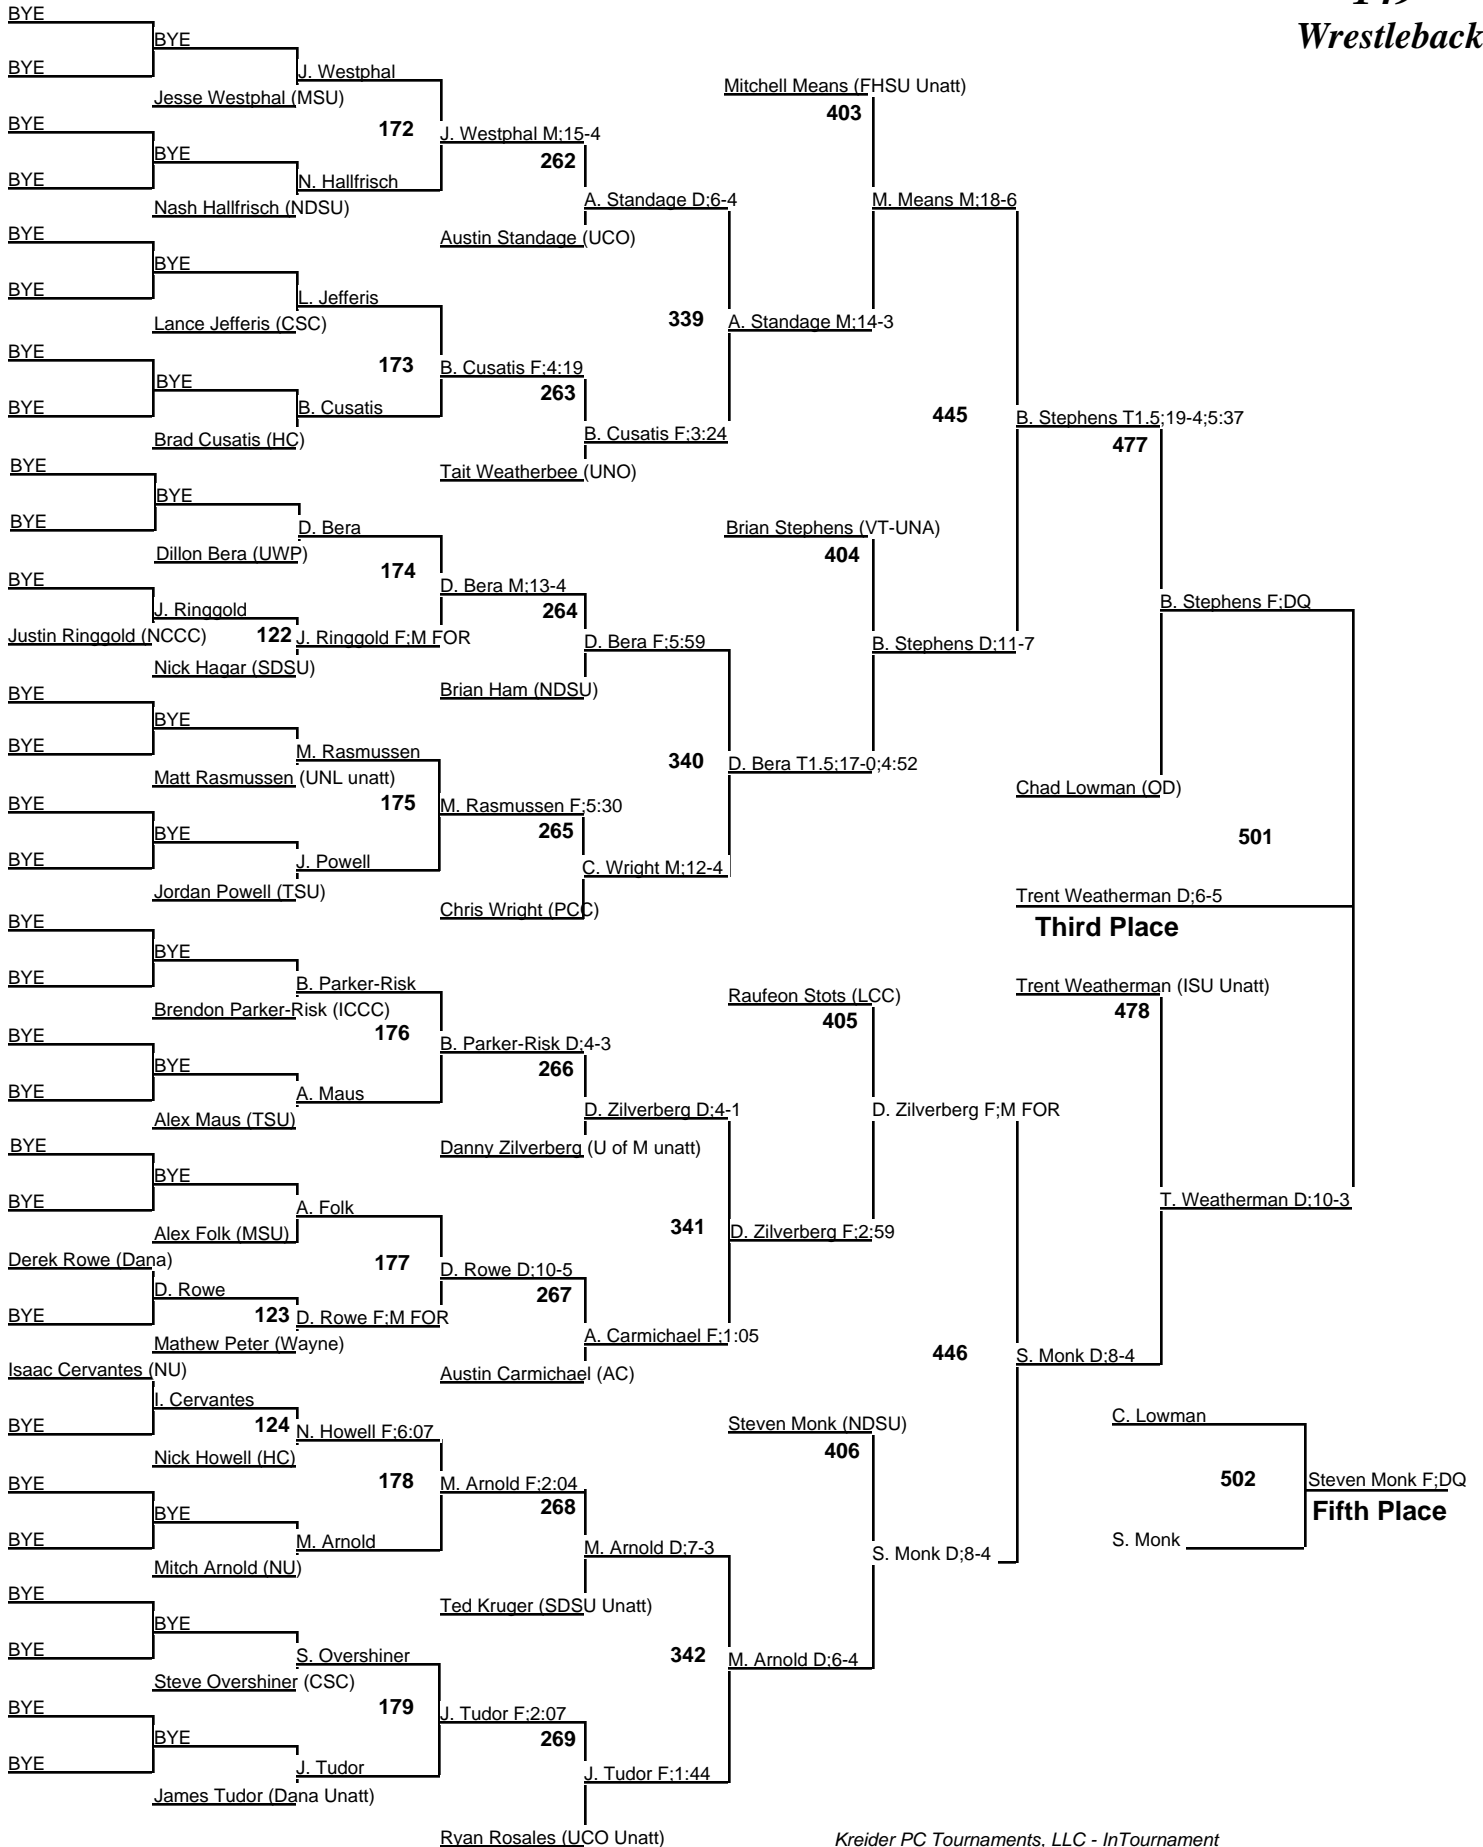 Wrestleback
BYE
BYE
BYE
J. Westphal
BYE
Mitchell Means (FHSU Unatt)
Jesse Westphal (MSU)
403
BYE
172
J. Westphal M;15-4
BYE
262
BYE
N. Hallfrisch
A. Standage D;6-4
M. Means M;18-6
Nash Hallfrisch (NDSU)
BYE
Austin Standage (UCO)
BYE
BYE
L. Jefferis
Lance Jefferis (CSC)
339
A. Standage M;14-3
BYE
173
B. Cusatis F;4:19
BYE
263
BYE
B. Cusatis
445
B. Stephens T1.5;19-4;5:37
Brad Cusatis (HC)
B. Cusatis F;3:24
477
BYE
Tait Weatherbee (UNO)
BYE
BYE
D. Bera
Brian Stephens (VT-UNA)
Dillon Bera (UWP)
404
174
BYE
D. Bera M;13-4
J. Ringgold
264
B. Stephens F;DQ
Justin Ringgold (NCCC)
122
J. Ringgold F;M FOR
D. Bera F;5:59
B. Stephens D;11-7
Nick Hagar (SDSU)
BYE
Brian Ham (NDSU)
BYE
BYE
M. Rasmussen
340
D. Bera T1.5;17-0;4:52
Matt Rasmussen (UNL unatt)
Chad Lowman (OD)
BYE
175
M. Rasmussen F;5:30
BYE
265
501
BYE
J. Powell
C. Wright M;12-4
Jordan Powell (TSU)
Trent Weatherman D;6-5
Chris Wright (PCC)
BYE
Third Place
BYE
BYE
B. Parker-Risk
Trent Weatherman (ISU Unatt)
Brendon Parker-Risk (ICCC)
Raufeon Stots (LCC)
478
405
BYE
176
B. Parker-Risk D;4-3
BYE
266
BYE
A. Maus
D. Zilverberg D;4-1
D. Zilverberg F;M FOR
Alex Maus (TSU)
BYE
Danny Zilverberg (U of M unatt)
BYE
BYE
A. Folk
T. Weatherman D;10-3
Alex Folk (MSU)
341
D. Zilverberg F;2:59
Derek Rowe (Dana)
177
D. Rowe D;10-5
D. Rowe
267
BYE
123
D. Rowe F;M FOR
A. Carmichael F;1:05
Mathew Peter (Wayne)
446
S. Monk D;8-4
Isaac Cervantes (NU)
Austin Carmichael (AC)
I. Cervantes
C. Lowman
BYE
124
N. Howell F;6:07
Steven Monk (NDSU)
Nick Howell (HC)
406
178
M. Arnold F;2:04
502
Steven Monk F;DQ
BYE
268
Fifth Place
BYE
BYE
M. Arnold
M. Arnold D;7-3
S. Monk D;8-4
S. Monk
Mitch Arnold (NU)
BYE
Ted Kruger (SDSU Unatt)
BYE
BYE
S. Overshiner
342
M. Arnold D;6-4
Steve Overshiner (CSC)
BYE
179
J. Tudor F;2:07
BYE
269
BYE
J. Tudor
J. Tudor F;1:44
James Tudor (Dana Unatt)
Ryan Rosales (UCO Unatt)
Kreider PC Tournaments, LLC - InTournament